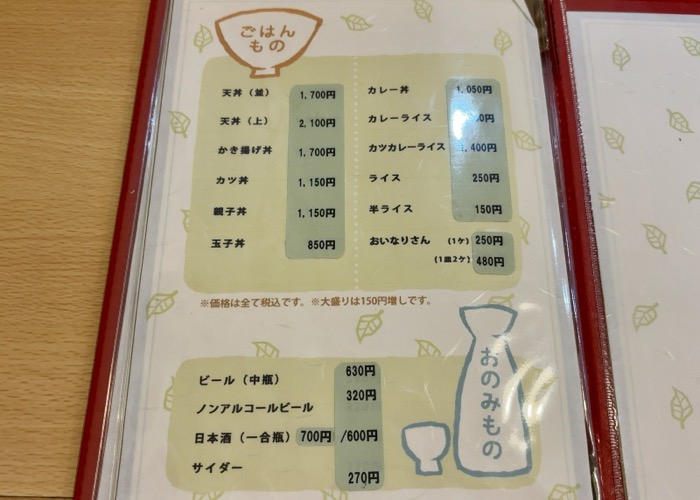 ごはん
もの
天丼（並） 1,700円
天丼（上） 2,100円
かき揚げ丼 1,700円
カツ丼 1,150円
親子丼 1,150円
玉子丼 850円
カレー丼 1,050円
カレーライス
カツカレーライス 1,400円
ライス 250円
半ライス 150円
おいなりさん (1ケ) 250円
(1皿2ケ) 480円
※価格は全て税込です。※大盛りは150円増しです。
おのみもの
ビール（中瓶） 630円
ノンアルコールビール 320円
日本酒（一合瓶） 700円 /600円
サイダー 270円